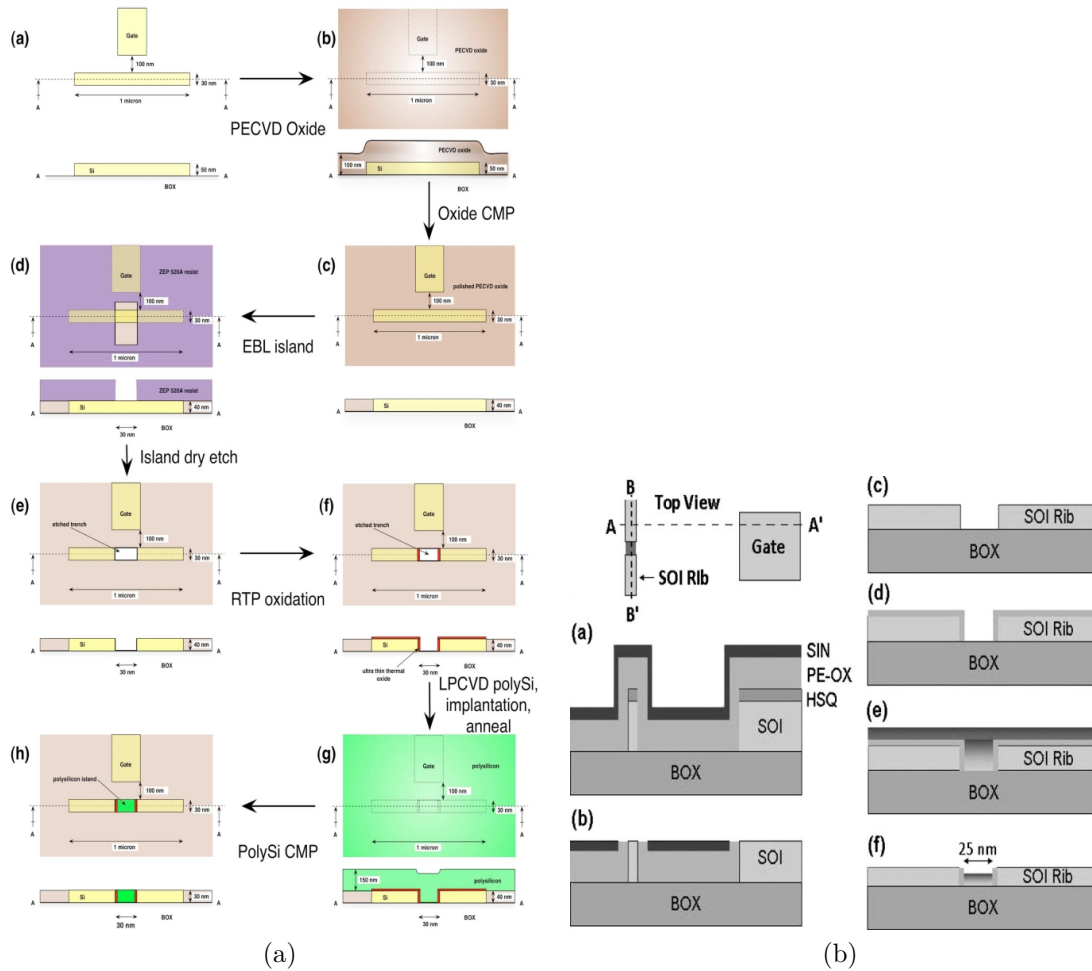 (a)
Gate
100 nm
30 nm
A
A
1 micron
Si
50 nm
A
A
BOX
PECVD Oxide
(b)
Gate
PECVD oxide
100 nm
30 nm
A
A
1 micron
PECVD oxide
100 nm
Si
50 nm
A
A
BOX
Oxide CMP
(d)
Gate
ZEP 520A resist
100 nm
30 nm
A
A
1 micron
ZEP 520A resist
Si
40 nm
A
A
30 nm
BOX
EBL island
(c)
Gate
polished PECVD oxide
100 nm
30 nm
A
A
1 micron
Si
40 nm
A
A
BOX
Island dry etch
(e)
Gate
etched trench
100 nm
30 nm
A
A
1 micron
Si
40 nm
A
A
30 nm
BOX
RTP oxidation
(f)
Gate
etched trench
100 nm
30 nm
A
A
1 micron
Si
40 nm
A
A
ultra thin thermal
oxide
30 nm
BOX
LPCVD polySi,
implantation,
anneal
(h)
Gate
polysilicon island
100 nm
30 nm
A
A
1 micron
Si
30 nm
A
A
30 nm
BOX
PolySi CMP
(g)
Gate
polysilicon
100 nm
30 nm
A
A
1 micron
150 nm
polysilicon
Si
40 nm
A
A
30 nm
BOX
(a)
B
Top View
A
A'
Gate
SOI RIb
B'
(a)
SIN
PE-OX
HSQ
SOI
BOX
(b)
SOI
BOX
(c)
SOI Rib
BOX
(d)
SOI Rib
BOX
(e)
SOI Rib
BOX
(f)
25 nm
SOI Rib
BOX
(b)